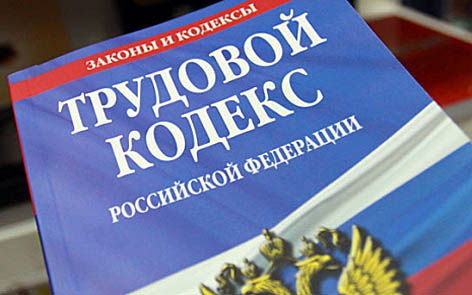 ЗАКОНЫ И КОДЕКСЫ
ТРУДОВОЙ
КОДЕКС
РОССИЙСКОЙ ФЕДЕРАЦИИ